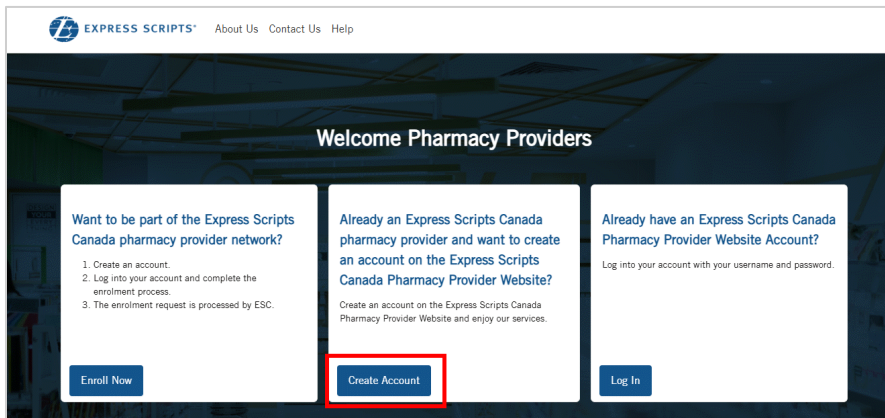 EXPRESS SCRIPTS® About Us Contact Us Help
Welcome Pharmacy Providers
Want to be part of the Express Scripts
Canada pharmacy provider network?
1. Create an account.
2. Log into your account and complete the
enrolment process.
3. The enrolment request is processed by ESC.
Enroll Now
Already an Express Scripts Canada
pharmacy provider and want to create
an account on the Express Scripts
Canada Pharmacy Provider Website?
Create an account on the Express Scripts Canada
Pharmacy Provider Website and enjoy our services.
Create Account
Already have an Express Scripts Canada
Pharmacy Provider Website Account?
Log into your account with your username and password.
Log In